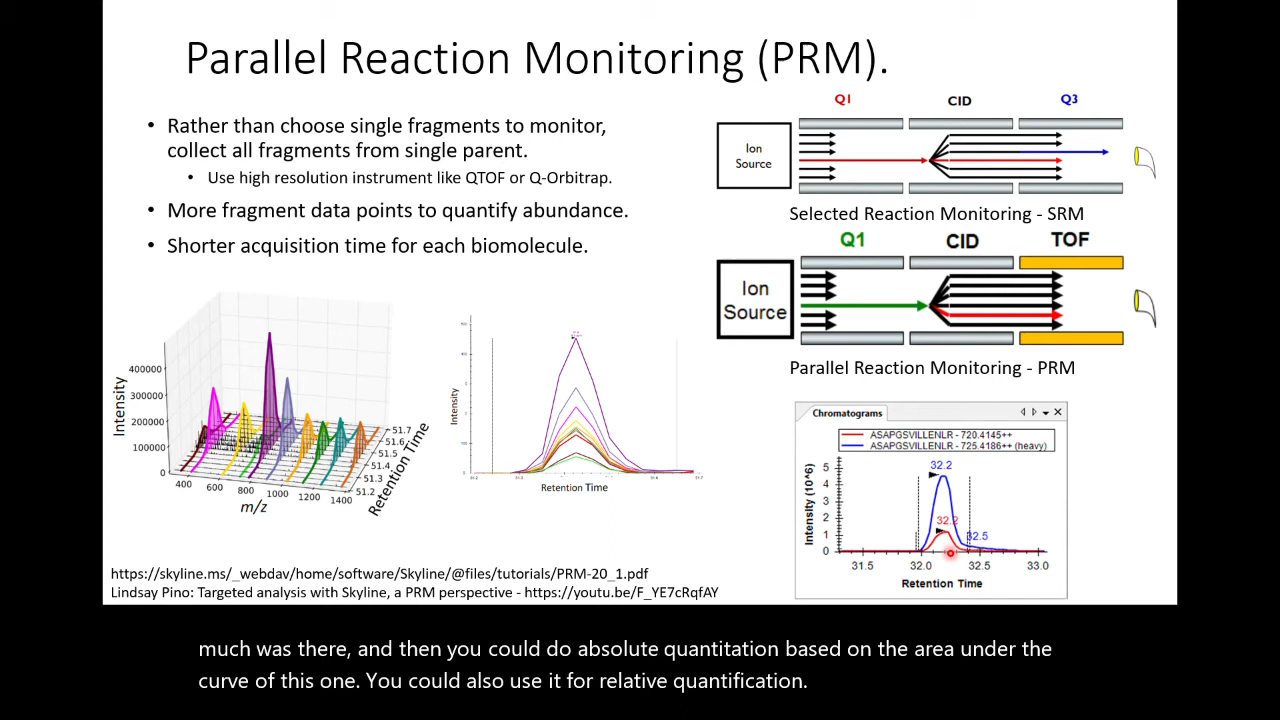 Parallel Reaction Monitoring (PRM).
• Rather than choose single fragments to monitor,
collect all fragments from single parent.
• Use high resolution instrument like QTOF or Q-Orbitrap.
• More fragment data points to quantify abundance.
• Shorter acquisition time for each biomolecule.
Q1 CID Q3
Ion
Source
Selected Reaction Monitoring - SRM
Q1 CID TOF
Ion
Source
Parallel Reaction Monitoring - PRM
Intensity
400000
300000
200000
100000
0
400
600
800
1000
1200
1400
m/z
51.7
51.6
51.5
51.4
51.3
51.2
Retention Time
Intensity
Retention Time
Chromatograms
ASAPGSVILLENLR - 720.4145++
ASAPGSVILLENLR - 725.4186++ (heavy)
Intensity (10^6)
5
4
3
2
1
0
32.2
32.2
32.5
31.5 32.0 32.5 33.0
Retention Time
https://skyline.ms/_webdav/home/software/Skyline/@files/tutorials/PRM-20_1.pdf
Lindsay Pino: Targeted analysis with Skyline, a PRM perspective - https://youtu.be/F_YE7cRqfAY
much was there, and then you could do absolute quantitation based on the area under the
curve of this one. You could also use it for relative quantification.